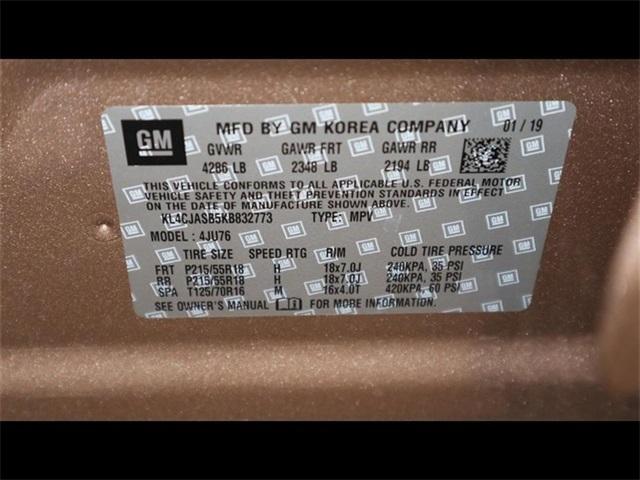 GM MFD BY GM KOREA COMPANY 01/19
GVWR GAWR FRT GAWR RR
4286 LB 2348 LB 2194 LB
THIS VEHICLE CONFORMS TO ALL APPLICABLE U.S. FEDERAL MOTOR
VEHICLE SAFETY AND THEFT PREVENTION STANDARDS IN EFFECT ON
THE DATE OF MANUFACTURE SHOWN ABOVE.
KL4CJASB5KB832773 TYPE: MPV
MODEL: 4JU76
TIRE SIZE SPEED RTG RIM COLD TIRE PRESSURE
FRT P215/55R18 H 18x7.0J 240KPA, 35 PSI
RR P215/55R18 H 18x7.0J 240KPA, 35 PSI
SPA T125/70R16 M 16x4.0T 420KPA, 60 PSI
SEE OWNER'S MANUAL FOR MORE INFORMATION.